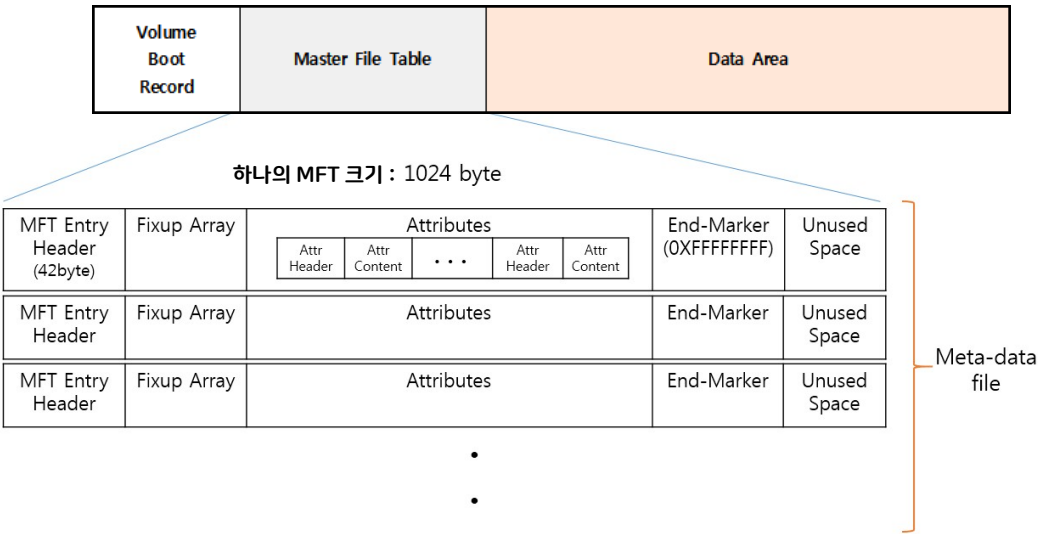 Volume
Boot
Record
Master File Table
Data Area
하나의 MFT 크기 : 1024 byte
MFT Entry
Header
(42byte)
Fixup Array
Attributes
Attr
Header
Attr
Content
• • •
Attr
Header
Attr
Content
End-Marker
(0XFFFFFFFF)
Unused
Space
MFT Entry
Header
Fixup Array
Attributes
End-Marker
Unused
Space
MFT Entry
Header
Fixup Array
Attributes
End-Marker
Unused
Space
Meta-data
file
•
•